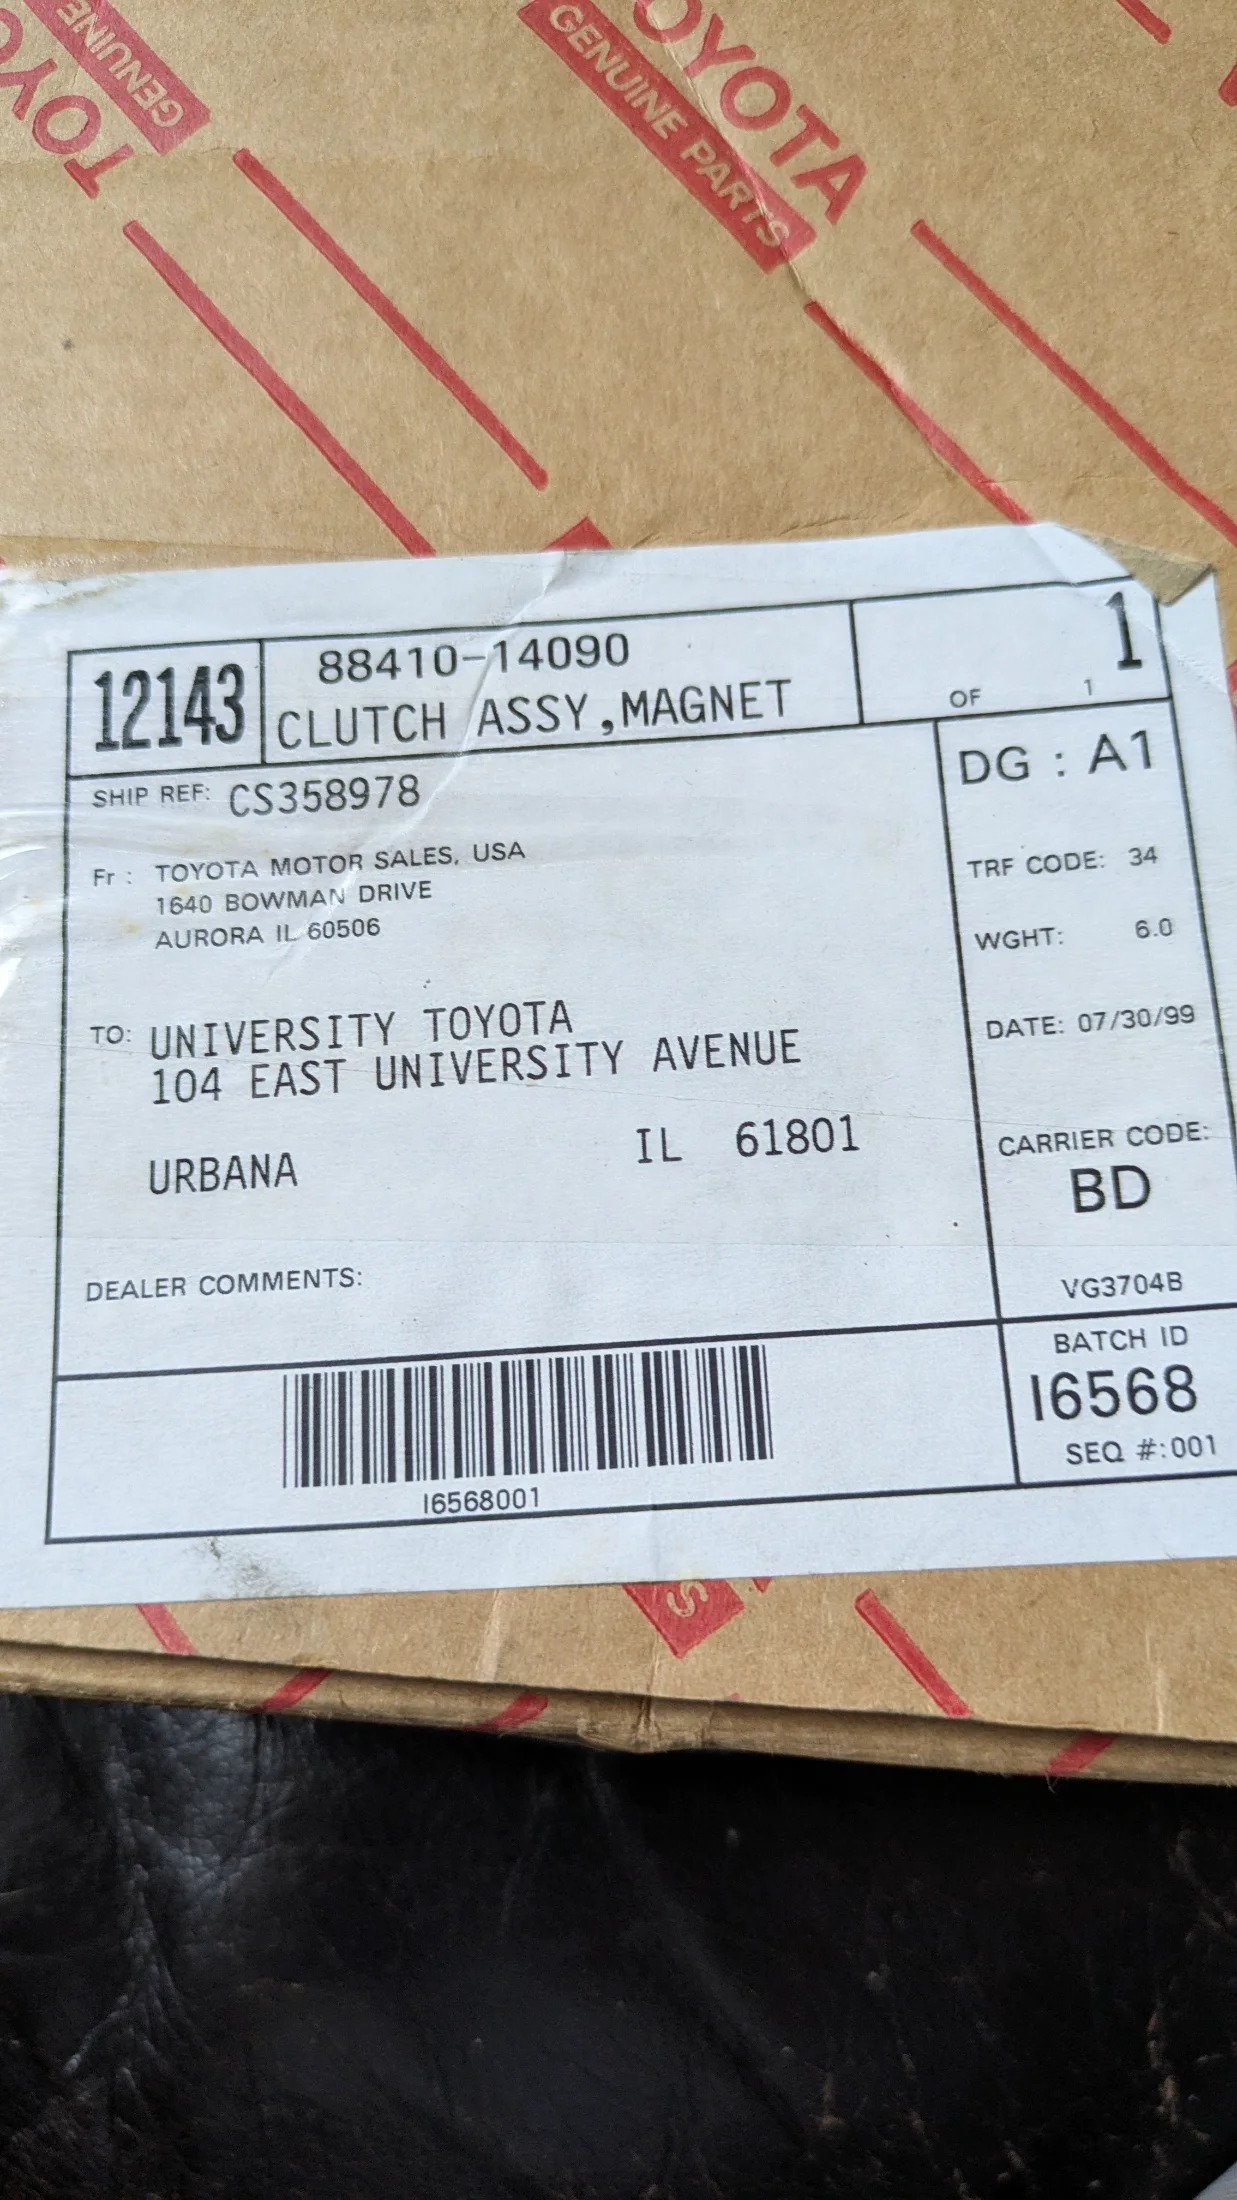 GENUINE
TOYO
TOYOTA
GENUINE PARTS
12143
88410-14090
CLUTCH ASSY,MAGNET
1
OF 1
SHIP REF: CS358978
DG : A1
Fr : TOYOTA MOTOR SALES, USA
1640 BOWMAN DRIVE
AURORA IL 60506
TRF CODE: 34
WGHT: 6.0
TO: UNIVERSITY TOYOTA
104 EAST UNIVERSITY AVENUE
URBANA IL 61801
DATE: 07/30/99
CARRIER CODE:
BD
VG3704B
DEALER COMMENTS:
I6568001
BATCH ID
I6568
SEQ #:001
S